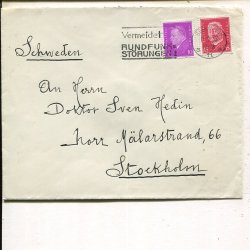 Vermeidet
RUNDFUNK
STÖRUNGEN
Schweden
An Herrn
Doktor Sven Hedin
Norr Mälarstrand, 66
Stockholm